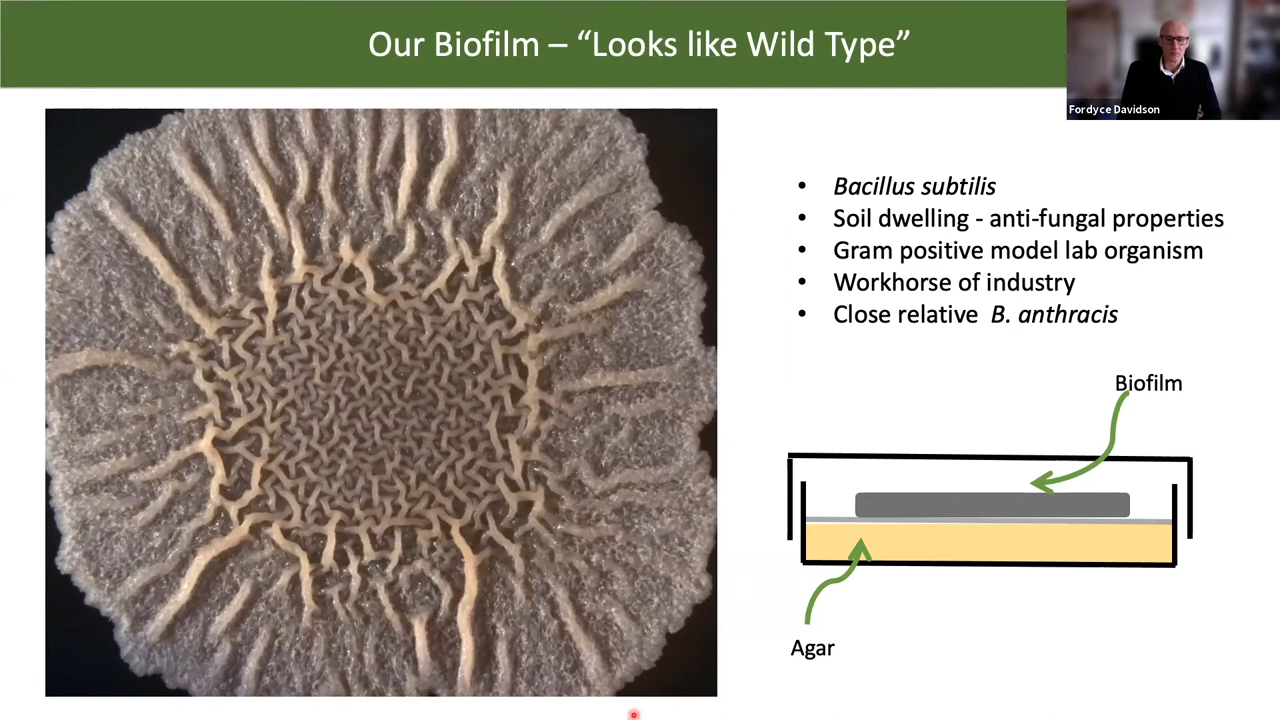 Our Biofilm – “Looks like Wild Type”
Fordyce Davidson
• Bacillus subtilis
• Soil dwelling - anti-fungal properties
• Gram positive model lab organism
• Workhorse of industry
• Close relative B. anthracis
Biofilm
Agar